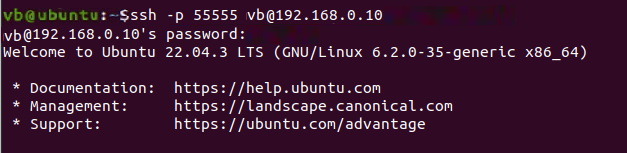 vb@ubuntu:~$ssh -p 55555 vb@192.168.0.10
vb@192.168.0.10's password:
Welcome to Ubuntu 22.04.3 LTS (GNU/Linux 6.2.0-35-generic x86_64)
* Documentation: https://help.ubuntu.com
* Management: https://landscape.canonical.com
* Support: https://ubuntu.com/advantage